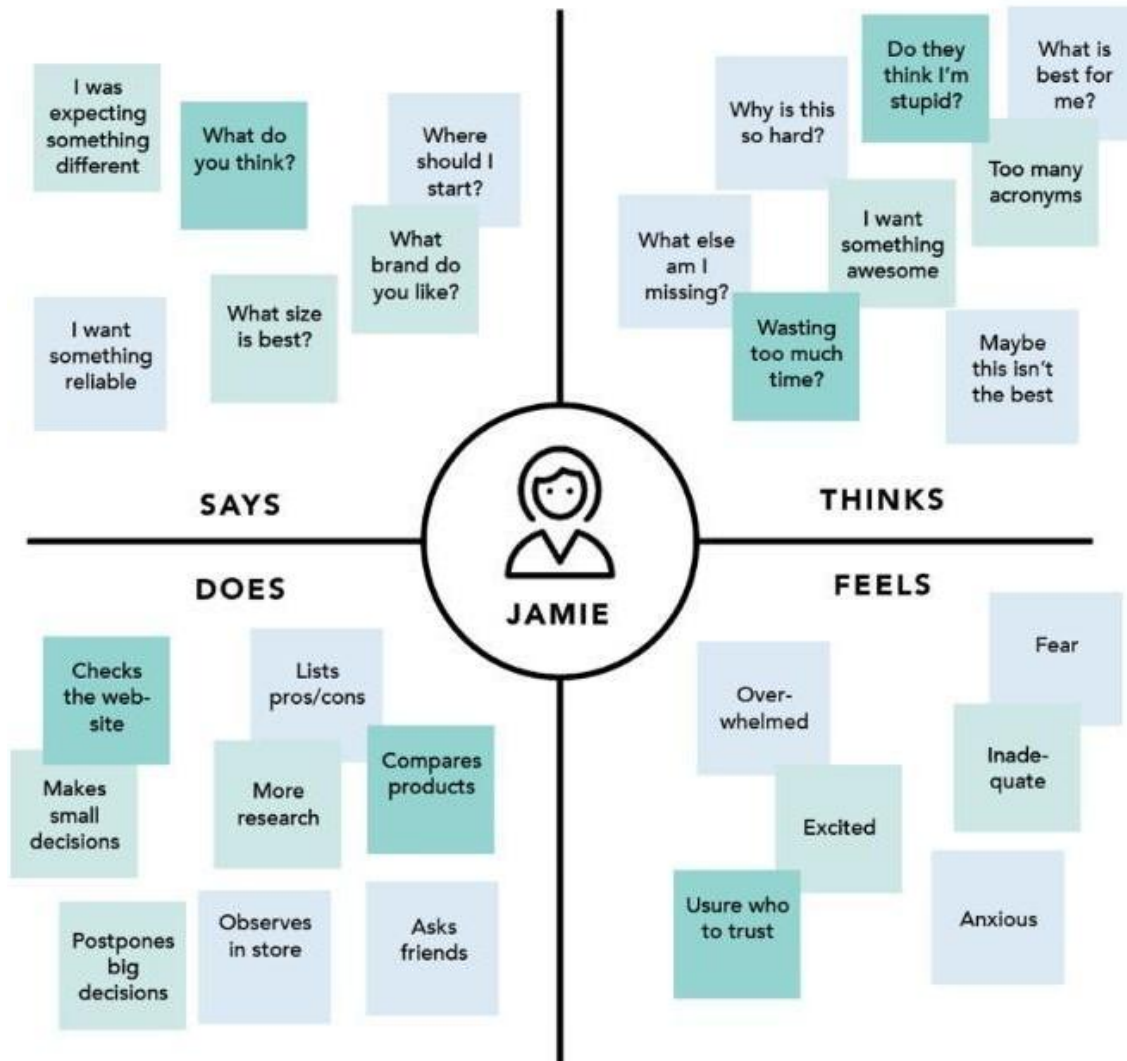 I was
expecting
something
different
What do
you think?
Where
should I
start?
What
brand do
you like?
What size
is best?
I want
something
reliable
SAYS
Do they
think I'm
stupid?
What is
best for
me?
Why is this
so hard?
Too many
acronyms
I want
something
awesome
What else
am I
missing?
Wasting
too much
time?
Maybe
this isn't
the best
THINKS
JAMIE
DOES
Checks
the web-
site
Lists
pros/cons
Compares
products
Makes
small
decisions
More
research
Postpones
big
decisions
Observes
in store
Asks
friends
FEELS
Fear
Over-
whelmed
Inade-
quate
Excited
Usure who
to trust
Anxious